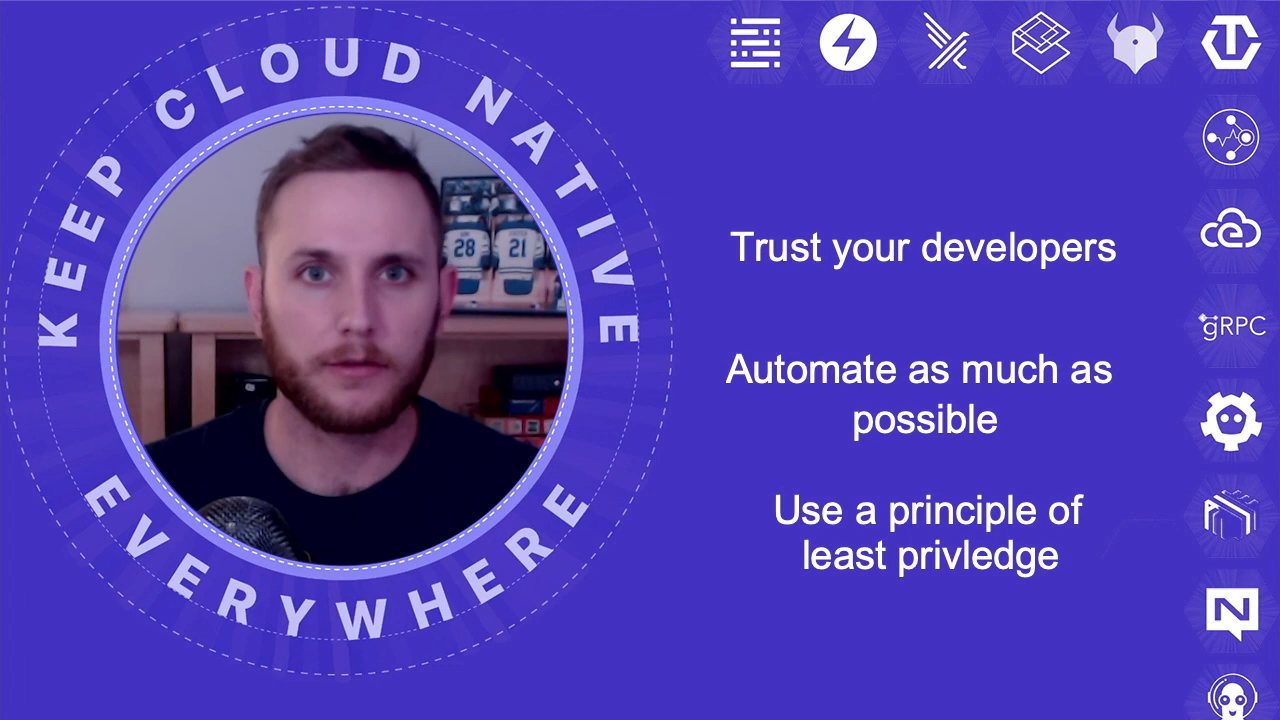 KEEP CLOUD NATIVE
EVERYWHERE
28 21
Trust your developers
Automate as much as
possible
Use a principle of
least privledge
gRPC